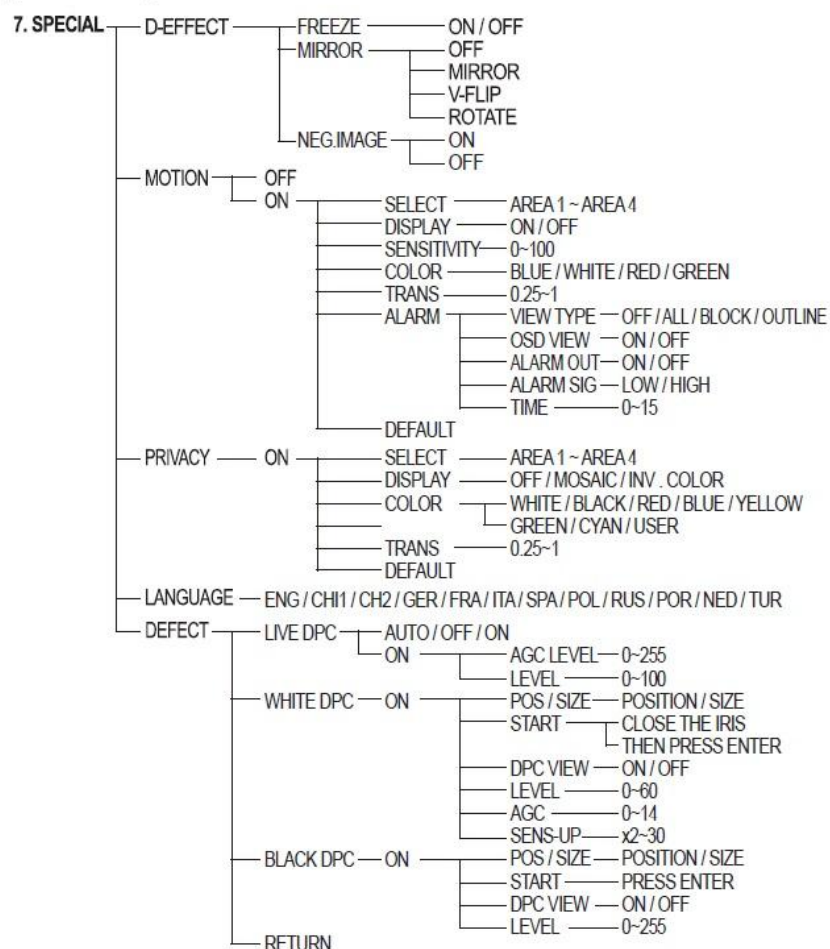 7. SPECIAL D-EFFECT FREEZE ON / OFF
MIRROR OFF
MIRROR
V-FLIP
ROTATE
NEG.IMAGE ON
OFF
MOTION OFF
ON SELECT AREA 1 ~ AREA 4
DISPLAY ON / OFF
SENSITIVITY 0~100
COLOR BLUE / WHITE / RED / GREEN
TRANS 0.25~1
ALARM VIEW TYPE OFF / ALL / BLOCK / OUTLINE
OSD VIEW ON / OFF
ALARM OUT ON / OFF
ALARM SIG LOW / HIGH
TIME 0~15
DEFAULT
PRIVACY ON SELECT AREA 1 ~ AREA 4
DISPLAY OFF / MOSAIC / INV . COLOR
COLOR WHITE / BLACK / RED / BLUE / YELLOW
GREEN / CYAN / USER
TRANS 0.25~1
DEFAULT
LANGUAGE ENG / CHI1 / CH2 / GER / FRA / ITA / SPA / POL / RUS / POR / NED / TUR
DEFECT LIVE DPC AUTO / OFF / ON
ON AGC LEVEL 0~255
LEVEL 0~100
WHITE DPC ON POS / SIZE POSITION / SIZE
START CLOSE THE IRIS
THEN PRESS ENTER
DPC VIEW ON / OFF
LEVEL 0~60
AGC 0~14
SENS-UP x2~30
BLACK DPC ON POS / SIZE POSITION / SIZE
START PRESS ENTER
DPC VIEW ON / OFF
LEVEL 0~255
RETURN